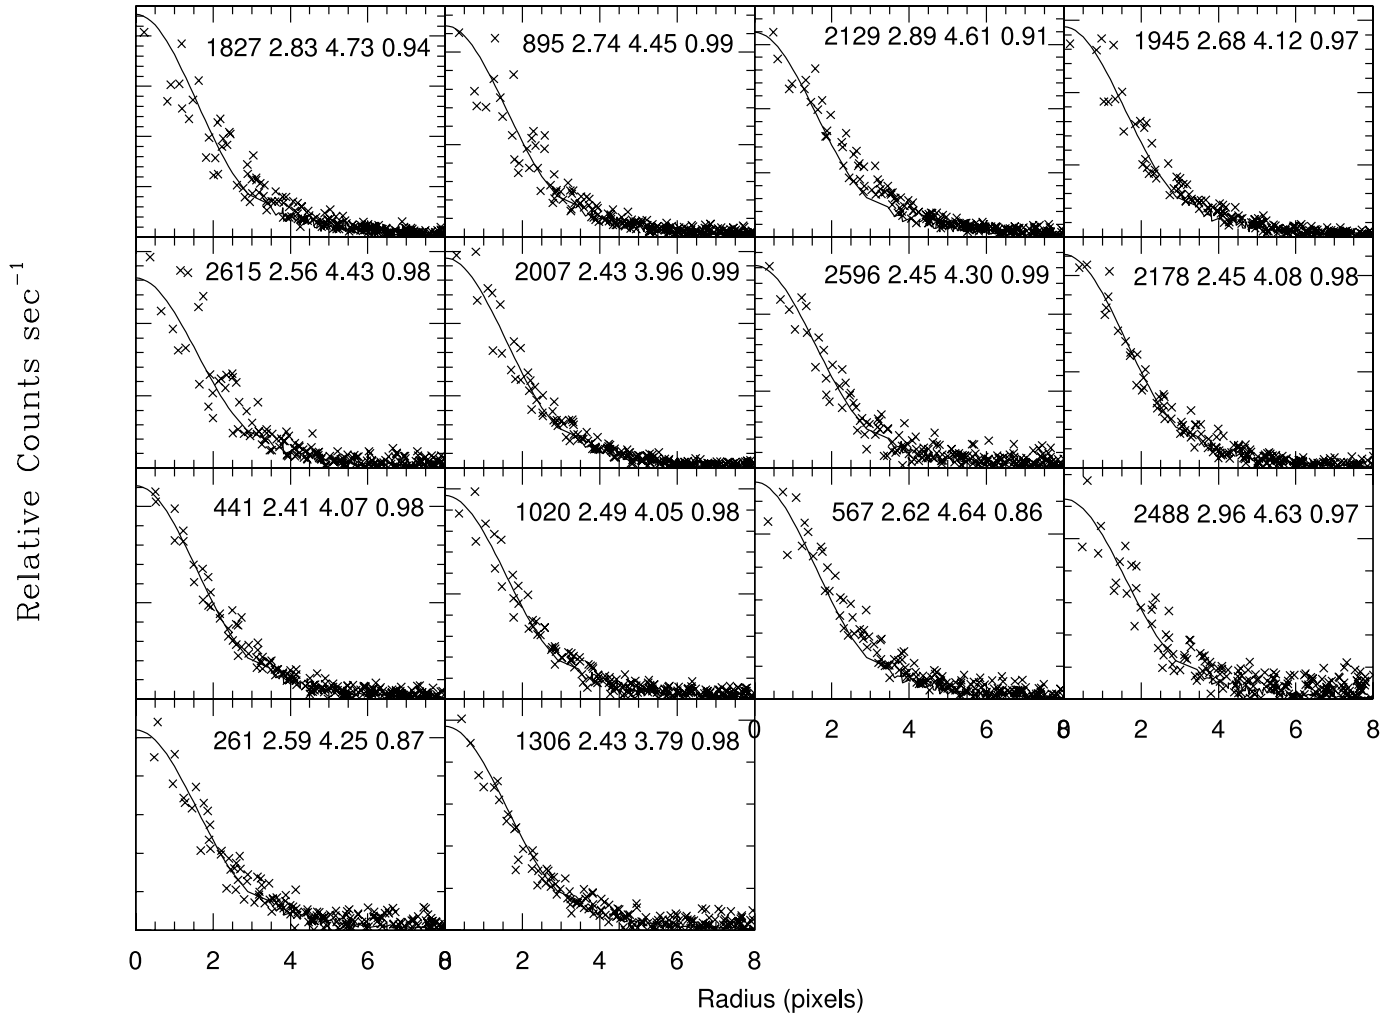 Relative Counts sec⁻¹
1827 2.83 4.73 0.94
895 2.74 4.45 0.99
2129 2.89 4.61 0.91
1945 2.68 4.12 0.97
2615 2.56 4.43 0.98
2007 2.43 3.96 0.99
2596 2.45 4.30 0.99
2178 2.45 4.08 0.98
441 2.41 4.07 0.98
1020 2.49 4.05 0.98
567 2.62 4.64 0.86
2488 2.96 4.63 0.97
0 2 4 6 8 0 2 4 6 8
261 2.59 4.25 0.87
1306 2.43 3.79 0.98
0 2 4 6 8 0 2 4 6 8
Radius (pixels)